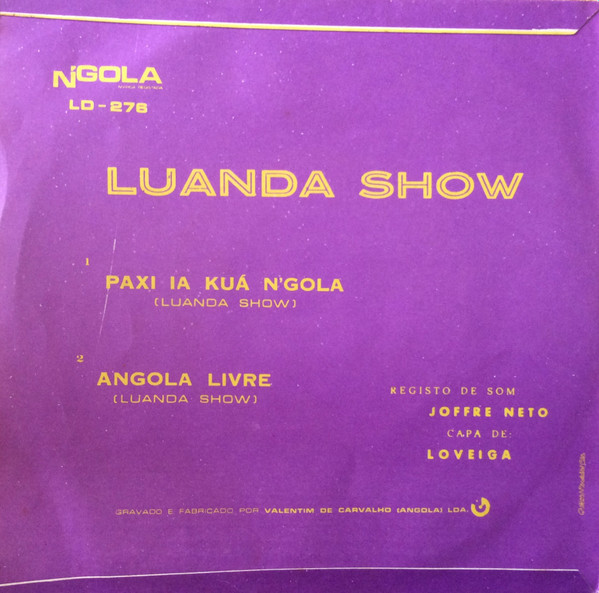 N'GOLA
LD-276
LUANDA SHOW
1
PAXI IA KUÁ N'GOLA
(LUANDA SHOW)
2
ANGOLA LIVRE
(LUANDA SHOW)
REGISTO DE SOM
JOFFRE NETO
CAPA DE:
LOVEIGA
GRAVADO E FABRICADO POR VALENTIM DE CARVALHO (ANGOLA) LDA.